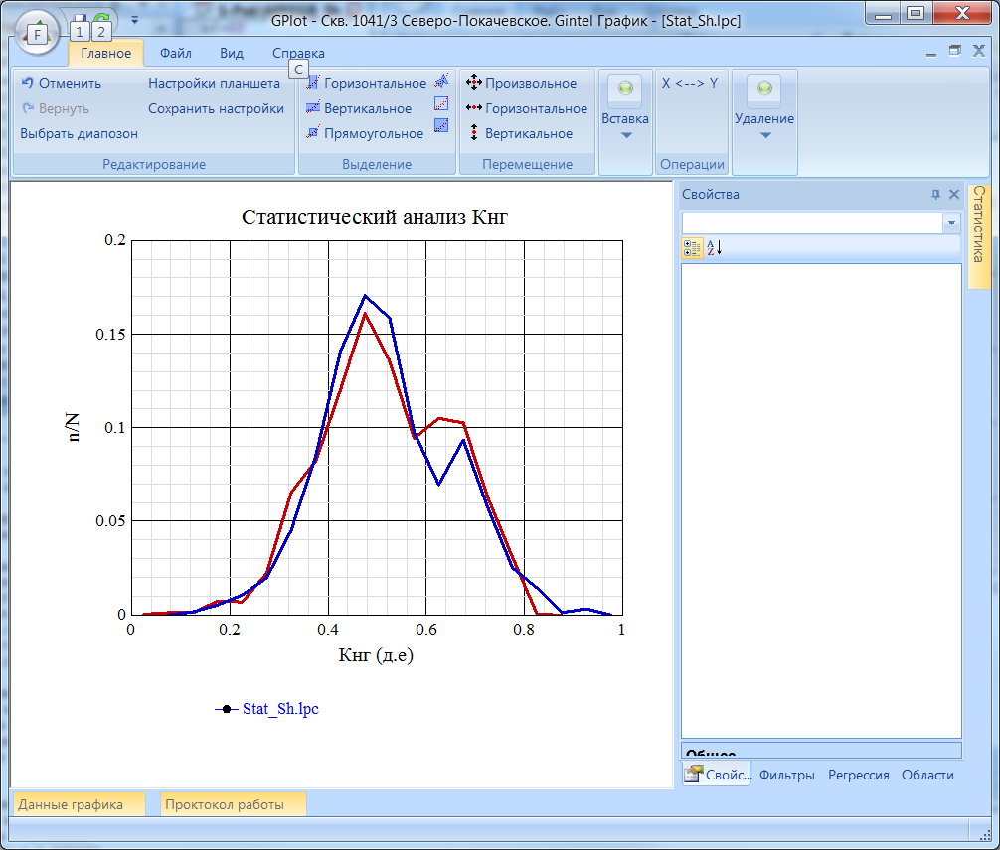 GPlot - Скв. 1041/3 Северо-Покачевское. Gintel График - [Stat_Sh.lpc]
F
1
2
Главное
Файл
Вид
Справка
C
Отменить
Вернуть
Выбрать диапазон
Настройки планшета
Сохранить настройки
Редактирование
Горизонтальное
Вертикальное
Прямоугольное
Выделение
Произвольное
Горизонтальное
Вертикальное
Перемещение
Вставка
X <--> Y
Операции
Удаление
Статистический анализ Кнг
0.2
0.15
0.1
0.05
0
n/N
0 0.2 0.4 0.6 0.8 1
Кнг (д.е)
Stat_Sh.lpc
Свойства
A
Z
Общее
Свойс...
Фильтры
Регрессия
Области
Статистика
Данные графика
Проктокол работы